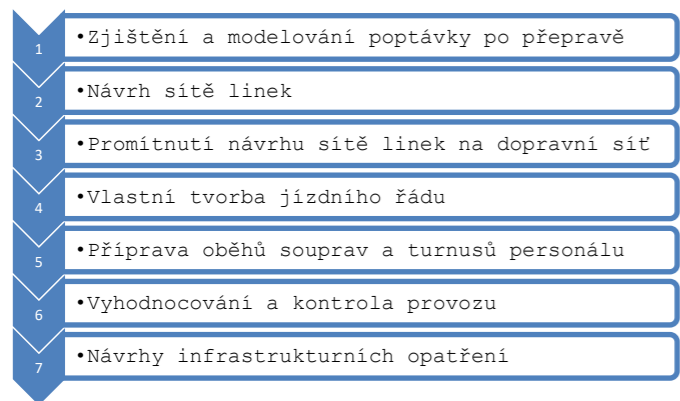 1 •Zjištění a modelování poptávky po přepravě
2 •Návrh sítě linek
3 •Promítnutí návrhu sítě linek na dopravní síť
4 •Vlastní tvorba jízdního řádu
5 •Příprava oběhů souprav a turnusů personálu
6 •Vyhodnocování a kontrola provozu
7 •Návrhy infrastrukturních opatření